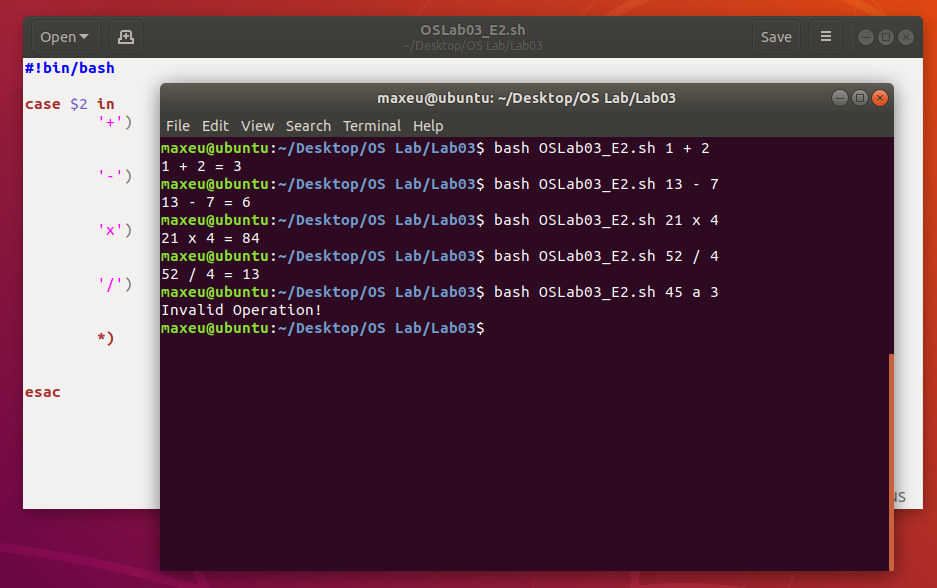 Open
OSLab03_E2.sh
~/Desktop/OS Lab/Lab03
Save
#!bin/bash
case $2 in
'+')
'-')
'x')
'/')
*)
esac
maxeu@ubuntu: ~/Desktop/OS Lab/Lab03
File Edit View Search Terminal Help
maxeu@ubuntu:~/Desktop/OS Lab/Lab03$ bash OSLab03_E2.sh 1 + 2
1 + 2 = 3
maxeu@ubuntu:~/Desktop/OS Lab/Lab03$ bash OSLab03_E2.sh 13 - 7
13 - 7 = 6
maxeu@ubuntu:~/Desktop/OS Lab/Lab03$ bash OSLab03_E2.sh 21 x 4
21 x 4 = 84
maxeu@ubuntu:~/Desktop/OS Lab/Lab03$ bash OSLab03_E2.sh 52 / 4
52 / 4 = 13
maxeu@ubuntu:~/Desktop/OS Lab/Lab03$ bash OSLab03_E2.sh 45 a 3
Invalid Operation!
maxeu@ubuntu:~/Desktop/OS Lab/Lab03$